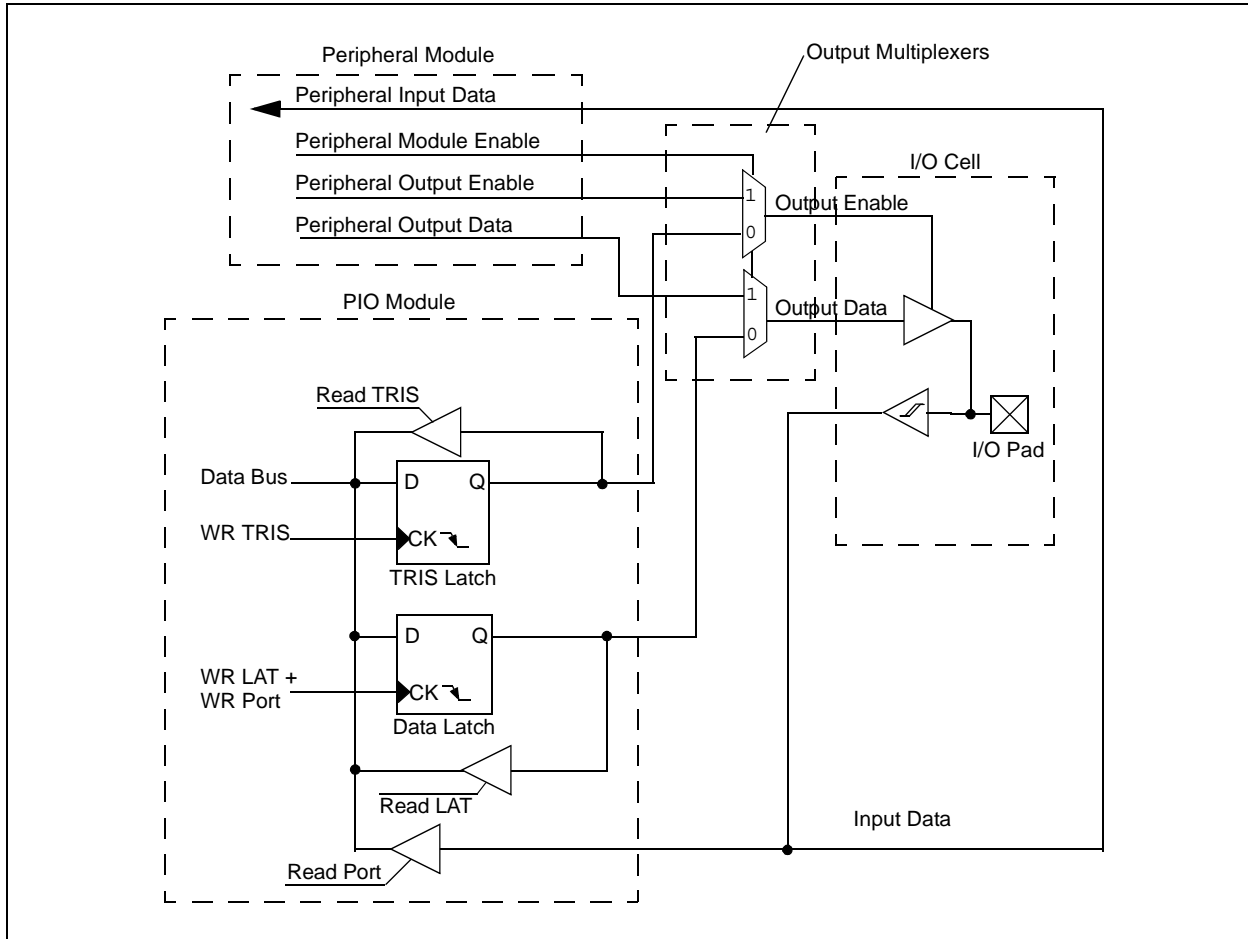 Output Multiplexers
Peripheral Module
Peripheral Input Data
Peripheral Module Enable
I/O Cell
Peripheral Output Enable
1
Output Enable
Peripheral Output Data
0
1
PIO Module
Output Data
0
Read TRIS
I/O Pad
Data Bus
D
Q
WR TRIS
CK
TRIS Latch
D
Q
WR LAT +
WR Port
CK
Data Latch
Read LAT
Input Data
Read Port